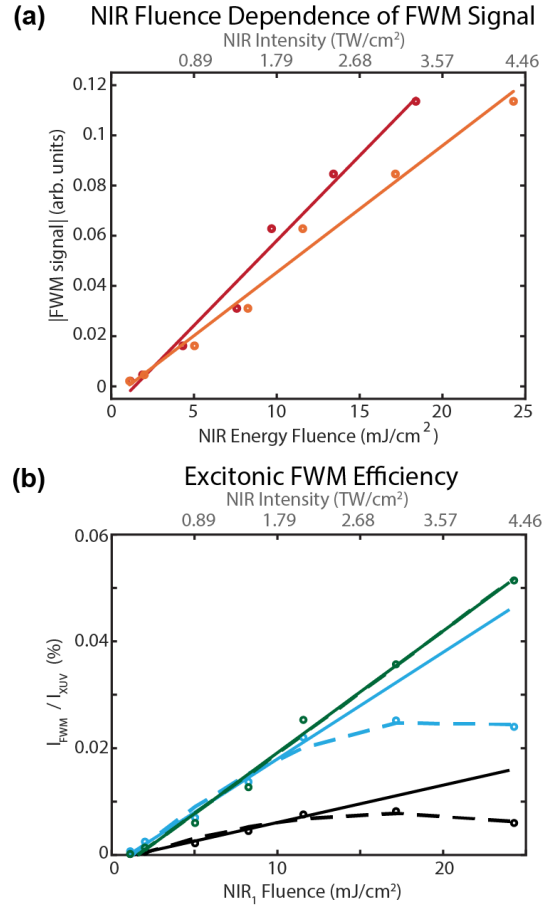 (a) NIR Fluence Dependence of FWM Signal
NIR Intensity (TW/cm²)
0.89 1.79 2.68 3.57 4.46
0.12
0.1
0.08
0.06
0.04
0.02
0
|FWM signal| (arb. units)
0 5 10 15 20 25
NIR Energy Fluence (mJ/cm²)
(b) Excitonic FWM Efficiency
NIR Intensity (TW/cm²)
0.89 1.79 2.68 3.57 4.46
0.06
0.04
0.02
0
I_FWM / I_XUV (%)
0 5 10 15 20
NIR₁ Fluence (mJ/cm²)